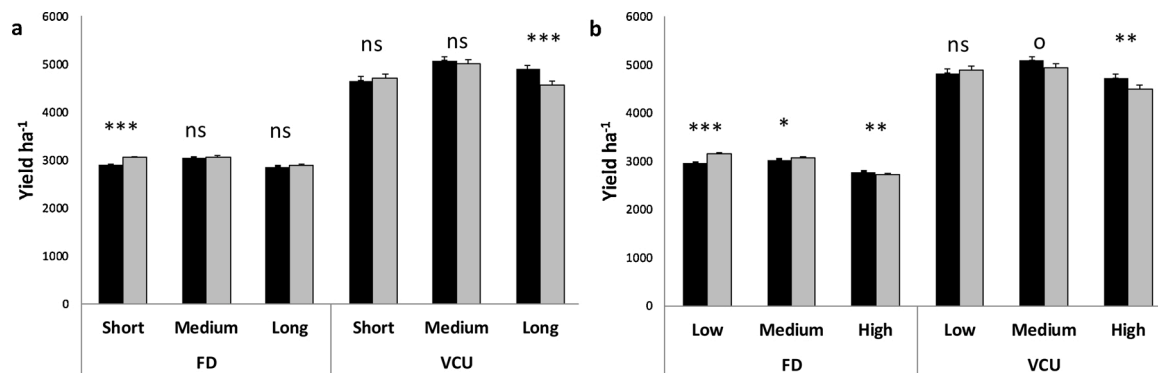 a
Yield ha-1
6000
5000
4000
3000
2000
1000
0
*** ns ns ns ns ***
Short Medium Long Short Medium Long
FD VCU
b
Yield ha-1
6000
5000
4000
3000
2000
1000
0
*** * ** ns o **
Low Medium High Low Medium High
FD VCU